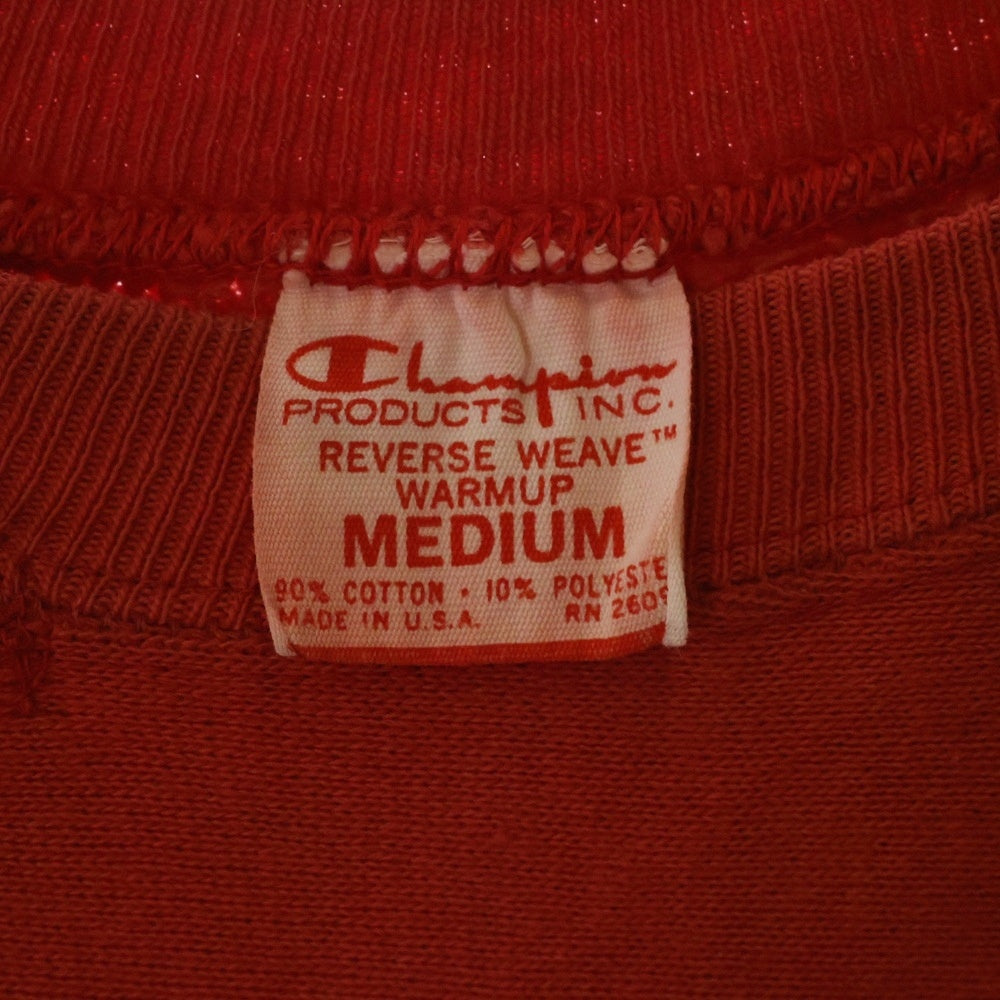 Champion
PRODUCTS INC.
REVERSE WEAVE™
WARMUP
MEDIUM
90% COTTON · 10% POLYESTE
MADE IN U.S.A. RN 2609